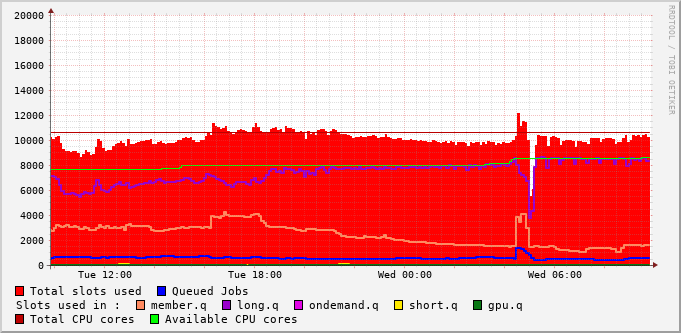 RRDTOOL / TOBI OETIKER
20000
18000
16000
14000
12000
10000
8000
6000
4000
2000
0
Tue 12:00 Tue 18:00 Wed 00:00 Wed 06:00
Total slots used Queued Jobs
Slots used in : member.q long.q ondemand.q short.q gpu.q
Total CPU cores Available CPU cores